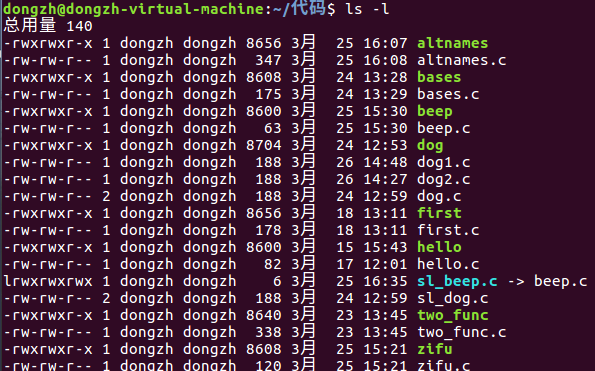 dongzh@dongzh-virtual-machine:~/代码$ ls -l
总用量 140
-rwxrwxr-x 1 dongzh dongzh 8656 3月  25 16:07 altnames
-rw-rw-r-- 1 dongzh dongzh  347 3月  25 16:08 altnames.c
-rwxrwxr-x 1 dongzh dongzh 8608 3月  24 13:28 bases
-rw-rw-r-- 1 dongzh dongzh  175 3月  24 13:29 bases.c
-rwxrwxr-x 1 dongzh dongzh 8600 3月  25 15:30 beep
-rw-rw-r-- 1 dongzh dongzh   63 3月  25 15:30 beep.c
-rwxrwxr-x 1 dongzh dongzh 8704 3月  24 12:53 dog
-rw-rw-r-- 1 dongzh dongzh  188 3月  26 14:48 dog1.c
-rw-rw-r-- 1 dongzh dongzh  188 3月  26 14:27 dog2.c
-rw-rw-r-- 2 dongzh dongzh  188 3月  24 12:59 dog.c
-rwxrwxr-x 1 dongzh dongzh 8656 3月  18 13:11 first
-rw-rw-r-- 1 dongzh dongzh  178 3月  18 13:11 first.c
-rwxrwxr-x 1 dongzh dongzh 8600 3月  15 15:43 hello
-rw-rw-r-- 1 dongzh dongzh   82 3月  17 12:01 hello.c
lrwxrwxrwx 1 dongzh dongzh    6 3月  25 16:35 sl_beep.c -> beep.c
-rw-rw-r-- 2 dongzh dongzh  188 3月  24 12:59 sl_dog.c
-rwxrwxr-x 1 dongzh dongzh 8640 3月  23 13:45 two_func
-rw-rw-r-- 1 dongzh dongzh  338 3月  23 13:45 two_func.c
-rwxrwxr-x 1 dongzh dongzh 8608 3月  25 15:21 zifu
-rw-rw-r-- 1 dongzh dongzh  120 3月  25 15:21 zifu.c